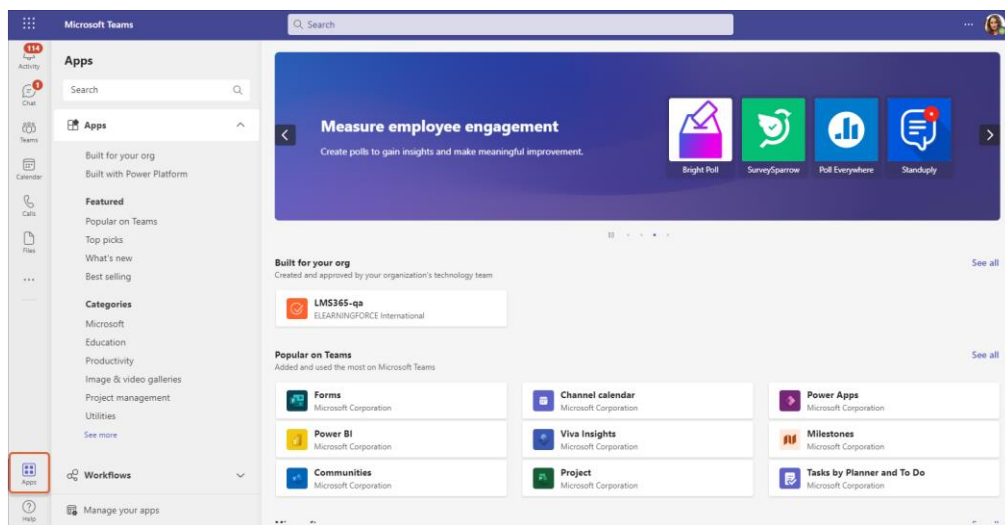 Microsoft Teams
Search
114
Activity
1
Chat
Teams
Calendar
Calls
Files
Apps
Help
Apps
Search
Apps
Built for your org
Built with Power Platform
Featured
Popular on Teams
Top picks
What's new
Best selling
Categories
Microsoft
Education
Productivity
Image & video galleries
Project management
Utilities
See more
Workflows
Manage your apps
Measure employee engagement
Create polls to gain insights and make meaningful improvement.
Bright Poll
SurveySparrow
Poll Everywhere
Standuply
Built for your org
See all
Created and approved by your organization's technology team
LMS365-qa
ELEARNINGFORCE International
Popular on Teams
See all
Added and used the most on Microsoft Teams
Forms
Microsoft Corporation
Channel calendar
Microsoft Corporation
Power Apps
Microsoft Corporation
Power BI
Microsoft Corporation
Viva Insights
Microsoft Corporation
Milestones
Microsoft Corporation
Communities
Microsoft Corporation
Project
Microsoft Corporation
Tasks by Planner and To Do
Microsoft Corporation